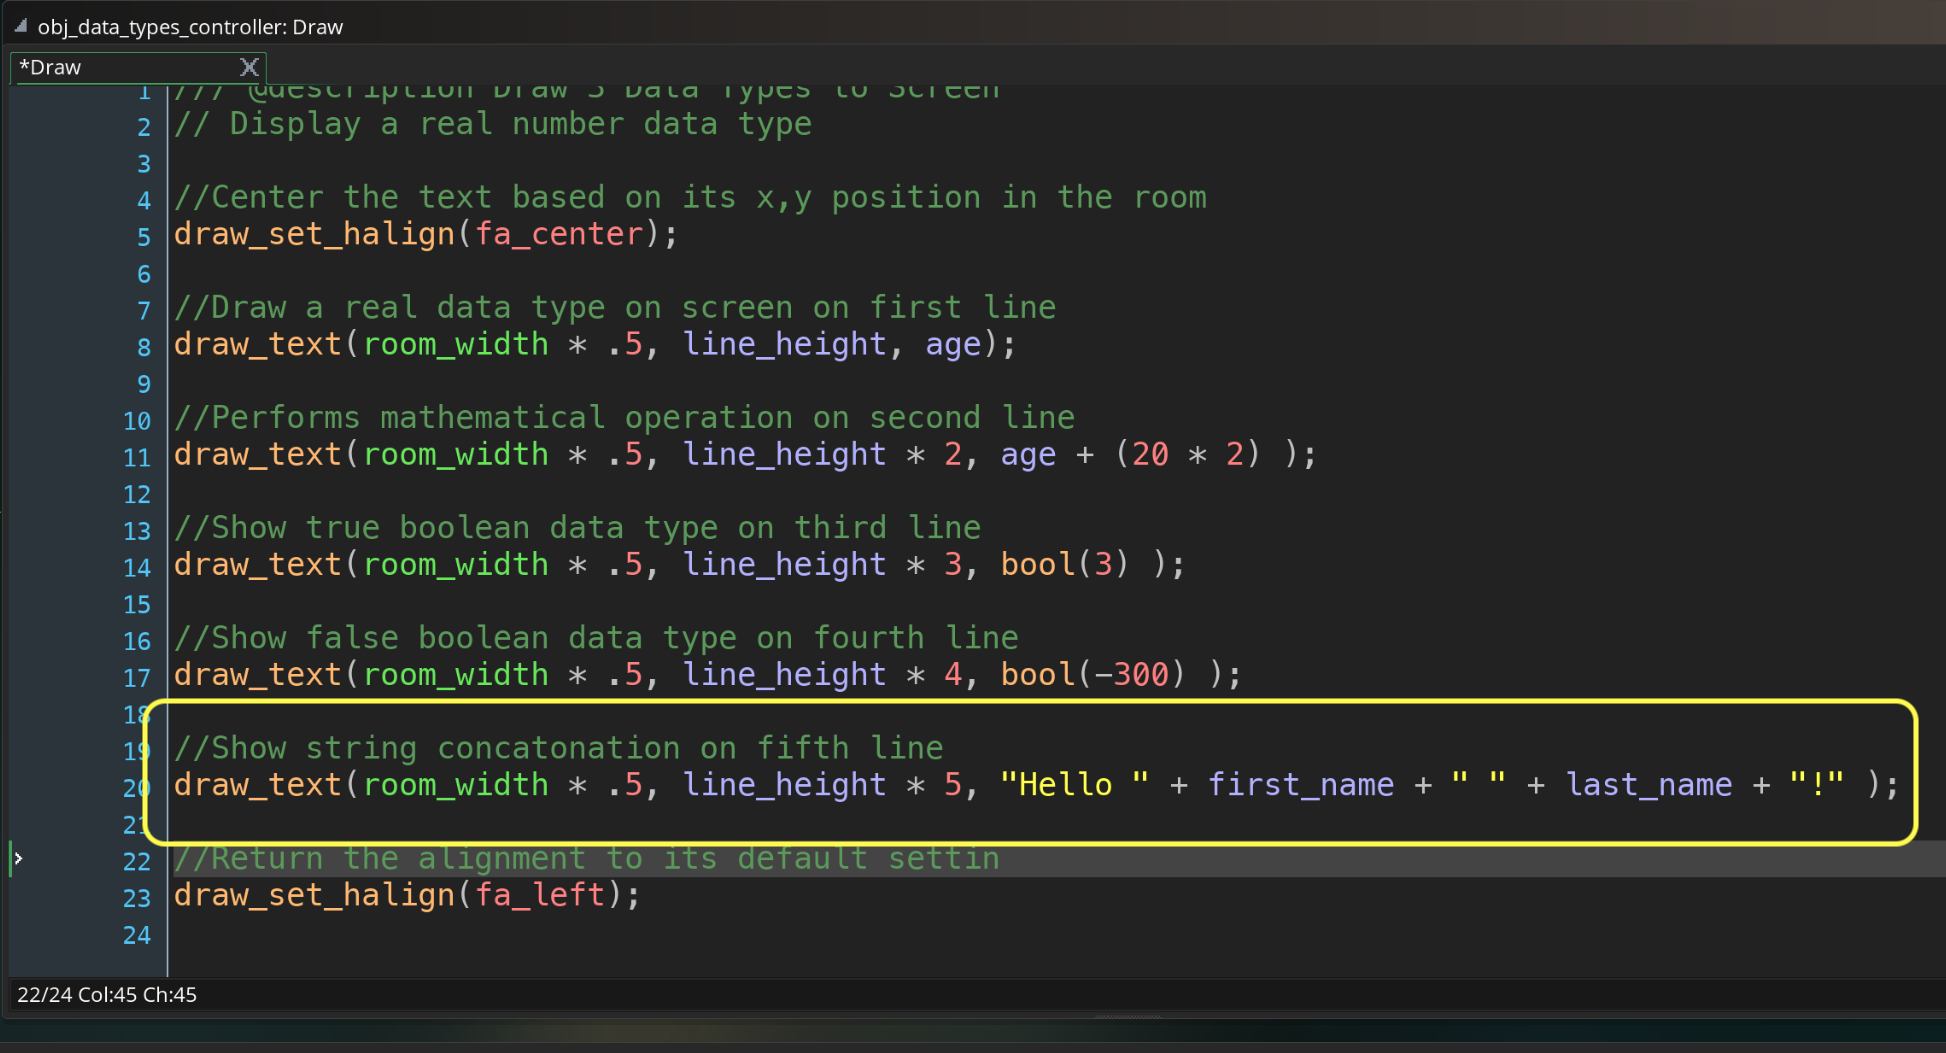 obj_data_types_controller: Draw
*Draw
1 /// @description Draw 3 Data Types to Screen
2 // Display a real number data type
3
4 //Center the text based on its x,y position in the room
5 draw_set_halign(fa_center);
6
7 //Draw a real data type on screen on first line
8 draw_text(room_width * .5, line_height, age);
9
10 //Performs mathematical operation on second line
11 draw_text(room_width * .5, line_height * 2, age + (20 * 2) );
12
13 //Show true boolean data type on third line
14 draw_text(room_width * .5, line_height * 3, bool(3) );
15
16 //Show false boolean data type on fourth line
17 draw_text(room_width * .5, line_height * 4, bool(-300) );
18
19 //Show string concatonation on fifth line
20 draw_text(room_width * .5, line_height * 5, "Hello " + first_name + " " + last_name + "!" );
21
22 //Return the alignment to its default settin
23 draw_set_halign(fa_left);
24
22/24 Col:45 Ch:45